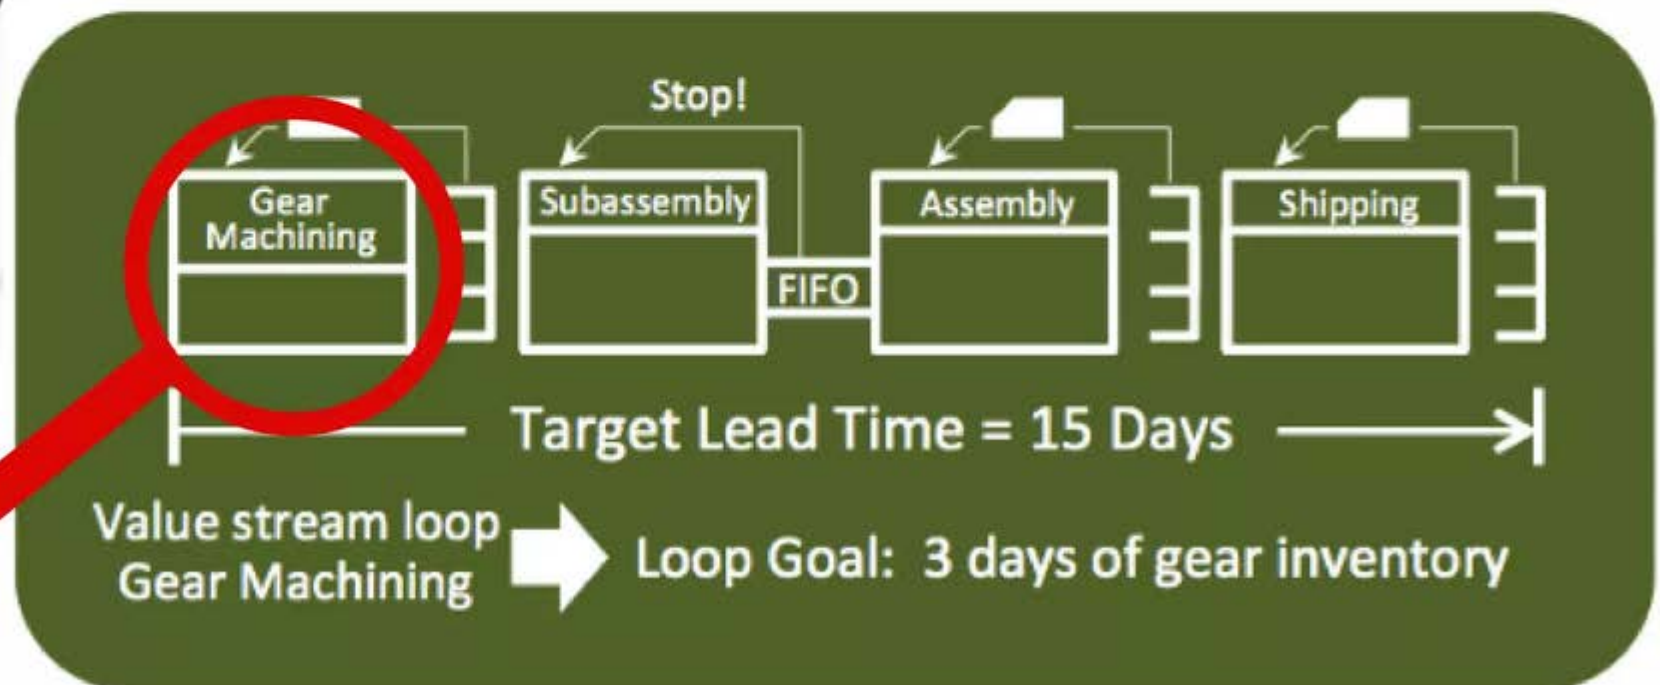 Stop!
Gear
Machining
Subassembly
FIFO
Assembly
Shipping
Target Lead Time = 15 Days
Value stream loop
Gear Machining
Loop Goal: 3 days of gear inventory